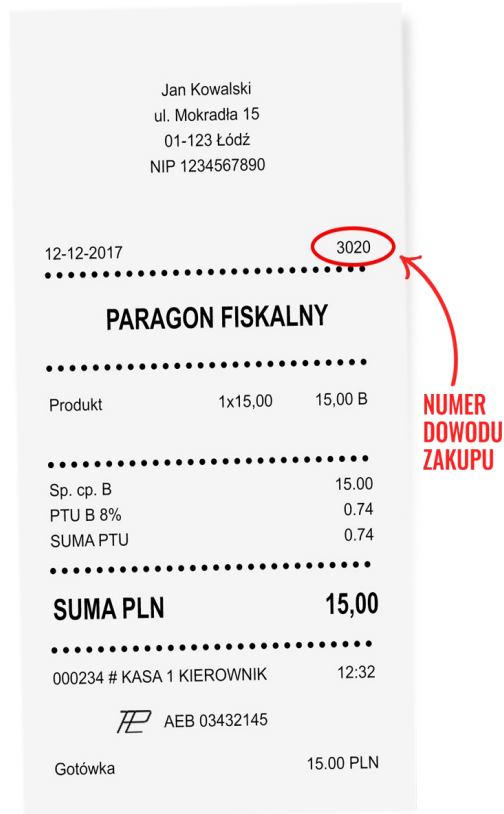 Jan Kowalski
ul. Mokradła 15
01-123 Łódź
NIP 1234567890
12-12-2017 3020
PARAGON FISKALNY
Produkt 1x15,00 15,00 B
NUMER
DOWODU
ZAKUPU
Sp. cp. B 15.00
PTU B 8% 0.74
SUMA PTU 0.74
SUMA PLN 15,00
000234 # KASA 1 KIEROWNIK 12:32
AEB 03432145
Gotówka 15.00 PLN